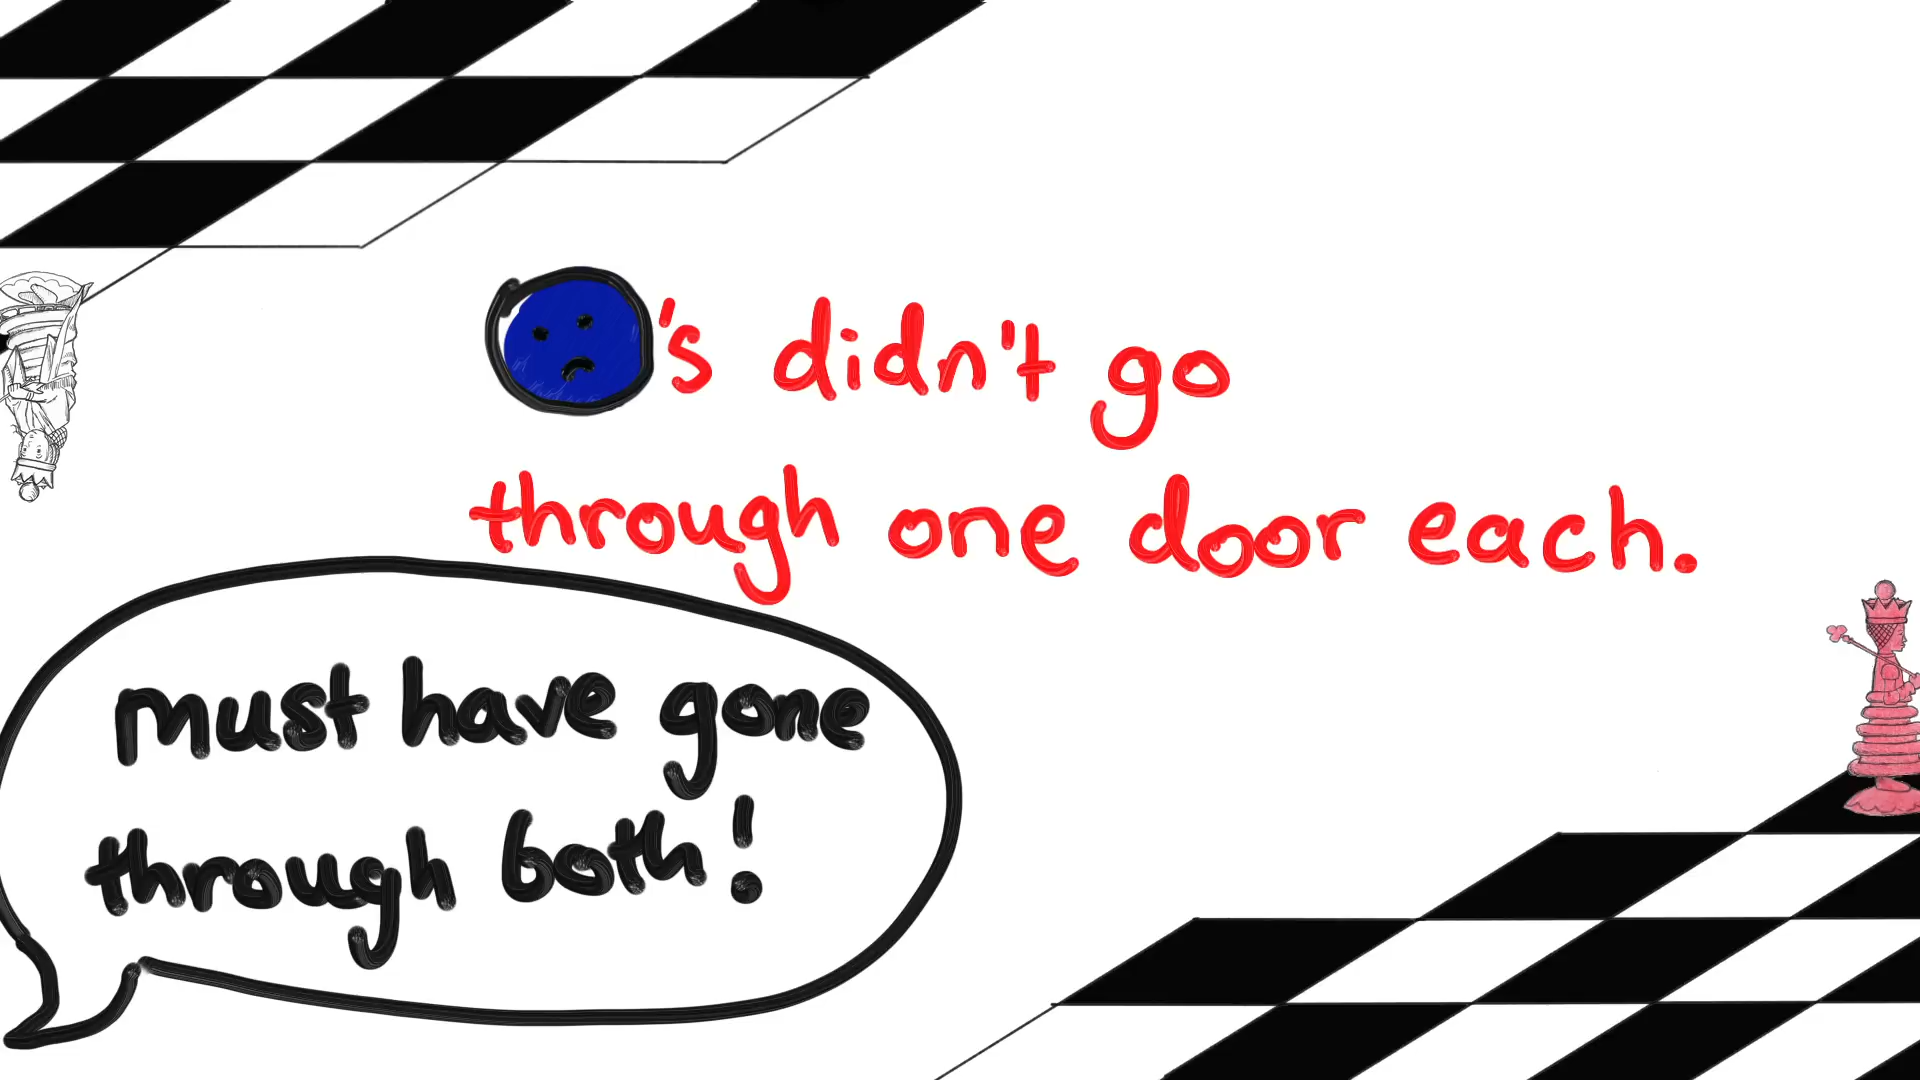 's didn't go
through one door each.
must have gone
through both!